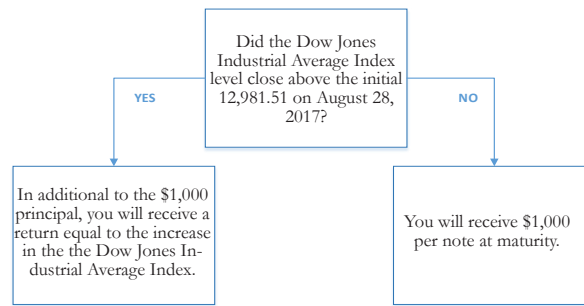 Did the Dow Jones
Industrial Average Index
level close above the initial
12,981.51 on August 28,
2017?
YES
NO
In additional to the $1,000
principal, you will receive a
return equal to the increase
in the the Dow Jones In-
dustrial Average Index.
You will receive $1,000
per note at maturity.